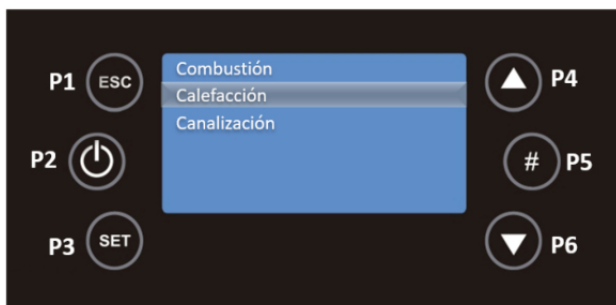 P1 ESC
Combustión
Calefacción
Canalización
P2
P3 SET
P4
# P5
P6